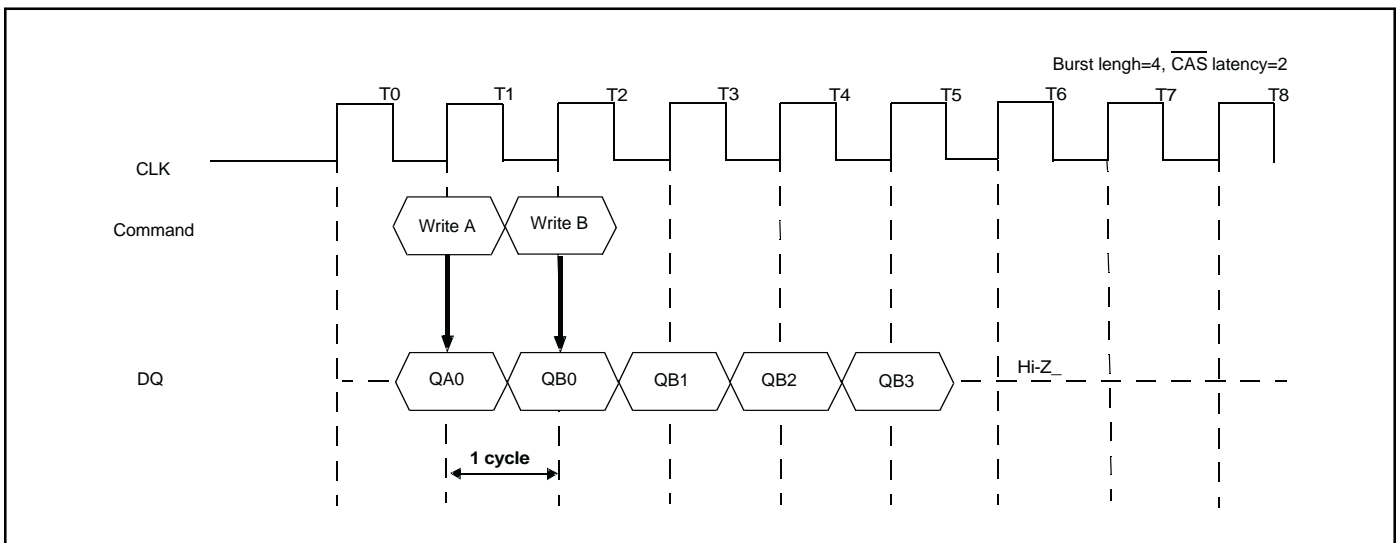 Burst lengh=4, CAS latency=2
T0 T1 T2 T3 T4 T5 T6 T7 T8
CLK
Command
Write A Write B
DQ
QA0 QB0 QB1 QB2 QB3 Hi-Z_
1 cycle